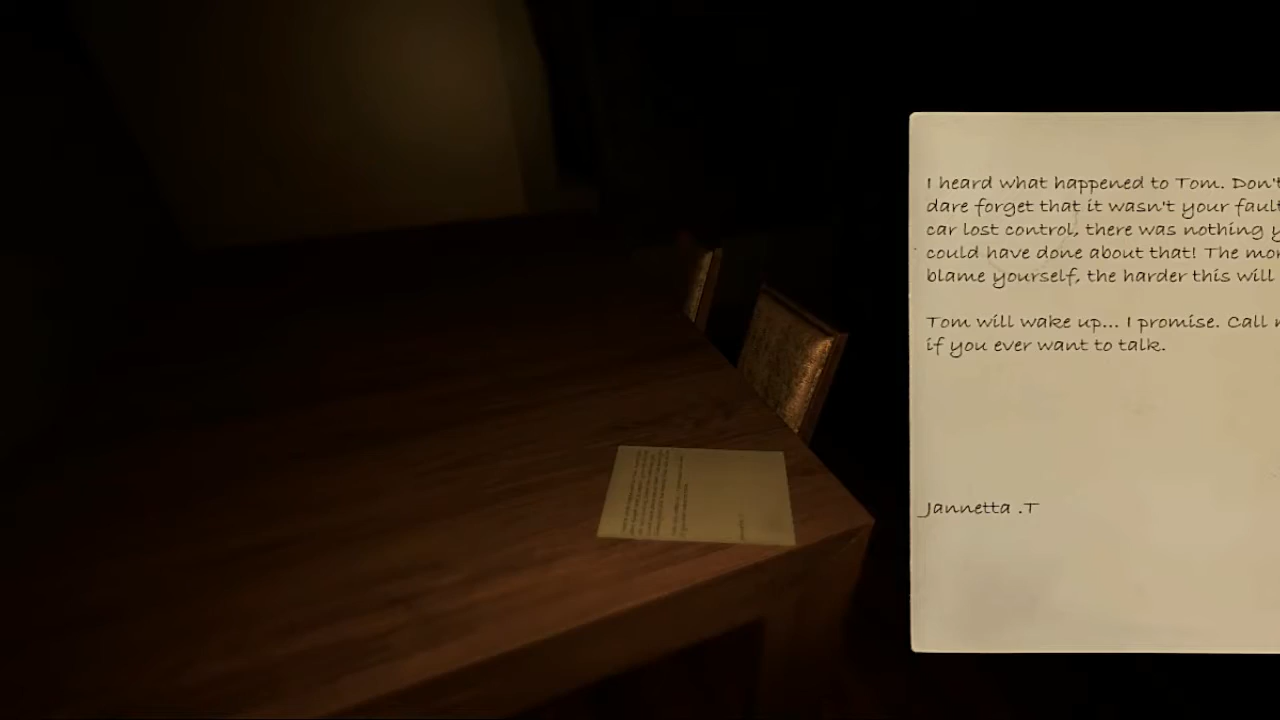 I heard what happened to Tom. Don't
dare forget that it wasn't your fault
car lost control, there was nothing
could have done about that! The
blame yourself, the harder this will
Tom will wake up... I promise. Call
if you ever want to talk.
Jannetta .T